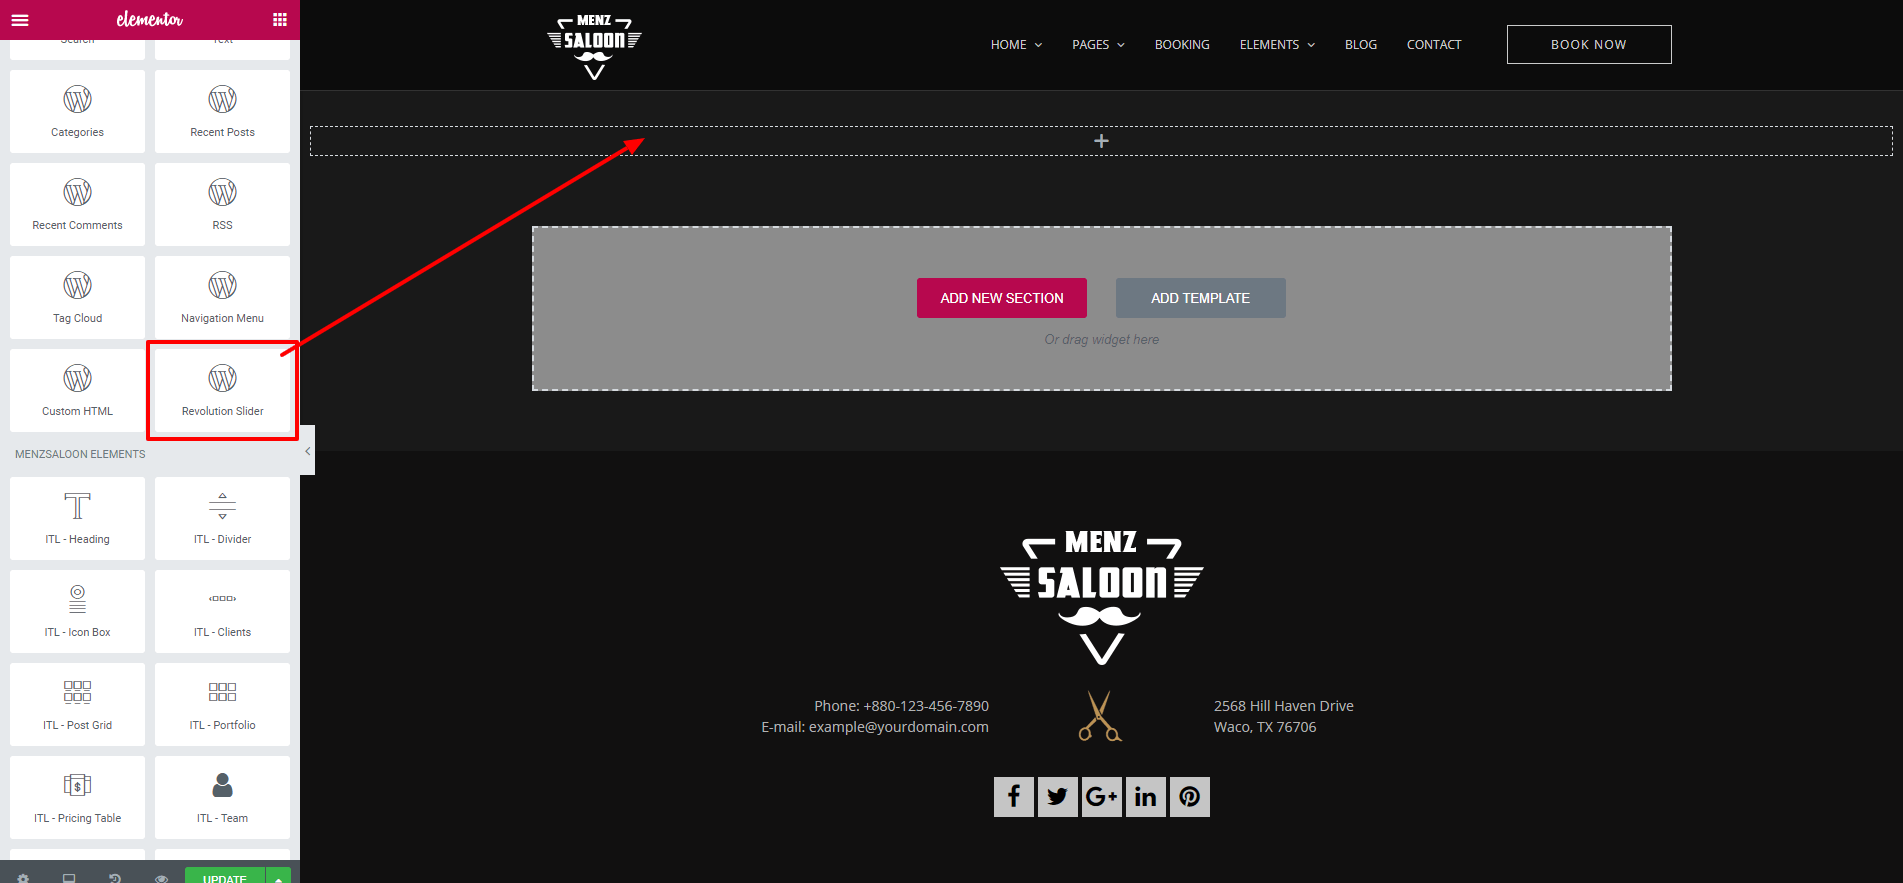 elementor
Search
Text
Categories
Recent Posts
Recent Comments
RSS
Tag Cloud
Navigation Menu
Custom HTML
Revolution Slider
MENZSALOON ELEMENTS
ITL - Heading
ITL - Divider
ITL - Icon Box
ITL - Clients
ITL - Post Grid
ITL - Portfolio
ITL - Pricing Table
ITL - Team
UPDATE
MENZ
SALOON
HOME
PAGES
BOOKING
ELEMENTS
BLOG
CONTACT
BOOK NOW
ADD NEW SECTION
ADD TEMPLATE
Or drag widget here
MENZ
SALOON
Phone: +880-123-456-7890
E-mail: example@yourdomain.com
2568 Hill Haven Drive
Waco, TX 76706